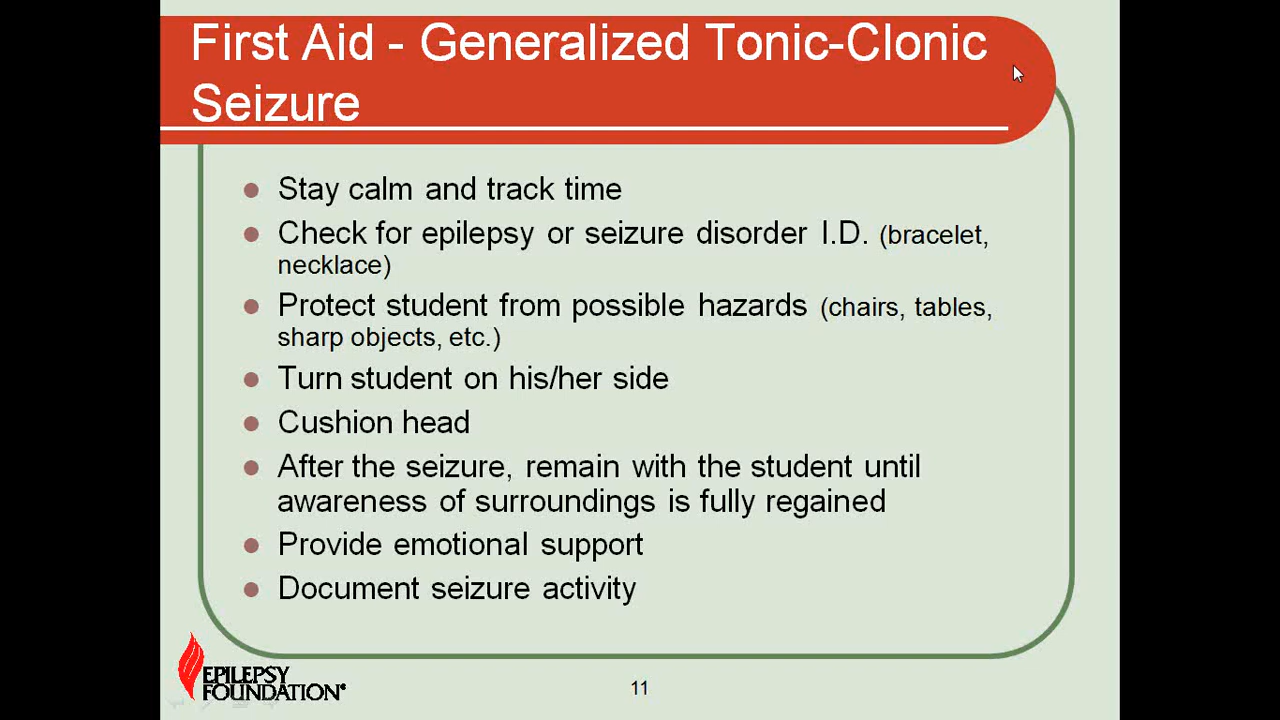 First Aid - Generalized Tonic-Clonic
Seizure
Stay calm and track time
Check for epilepsy or seizure disorder I.D. (bracelet,
necklace)
Protect student from possible hazards (chairs, tables,
sharp objects, etc.)
Turn student on his/her side
Cushion head
After the seizure, remain with the student until
awareness of surroundings is fully regained
Provide emotional support
Document seizure activity
EPILEPSY
FOUNDATION®
11